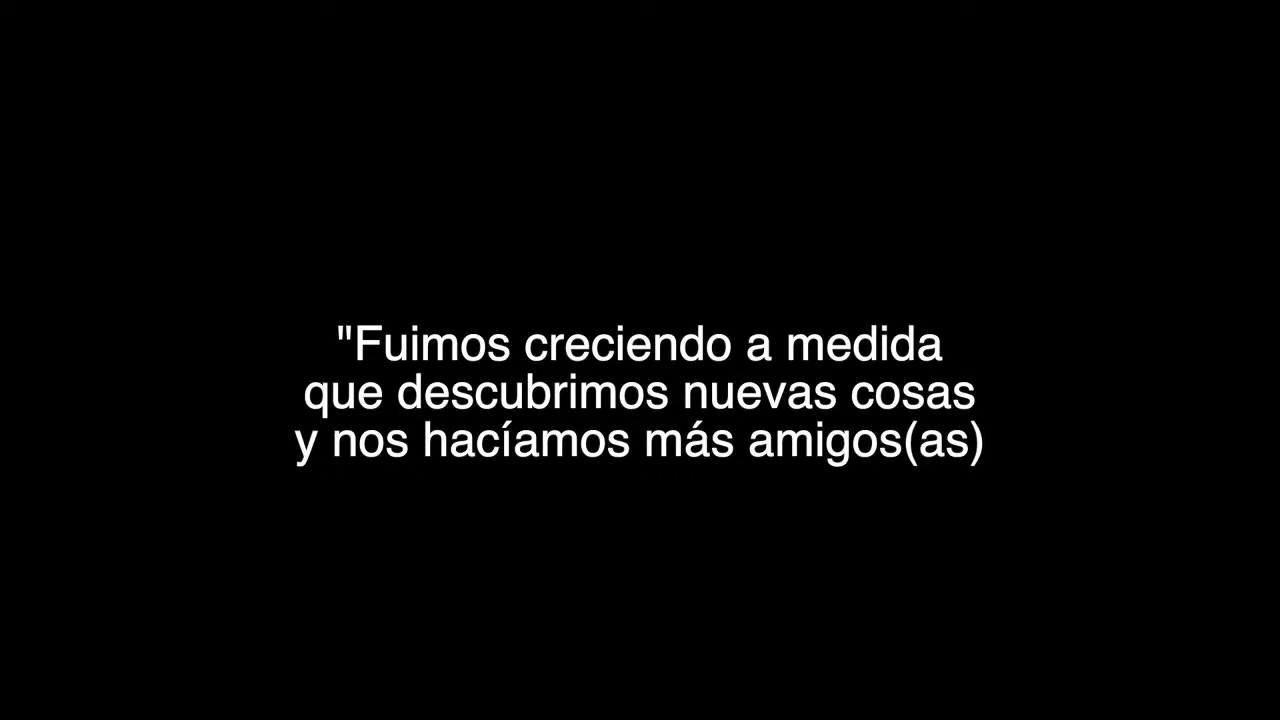 "Fuimos creciendo a medida
que descubrimos nuevas cosas
y nos hacíamos más amigos(as)